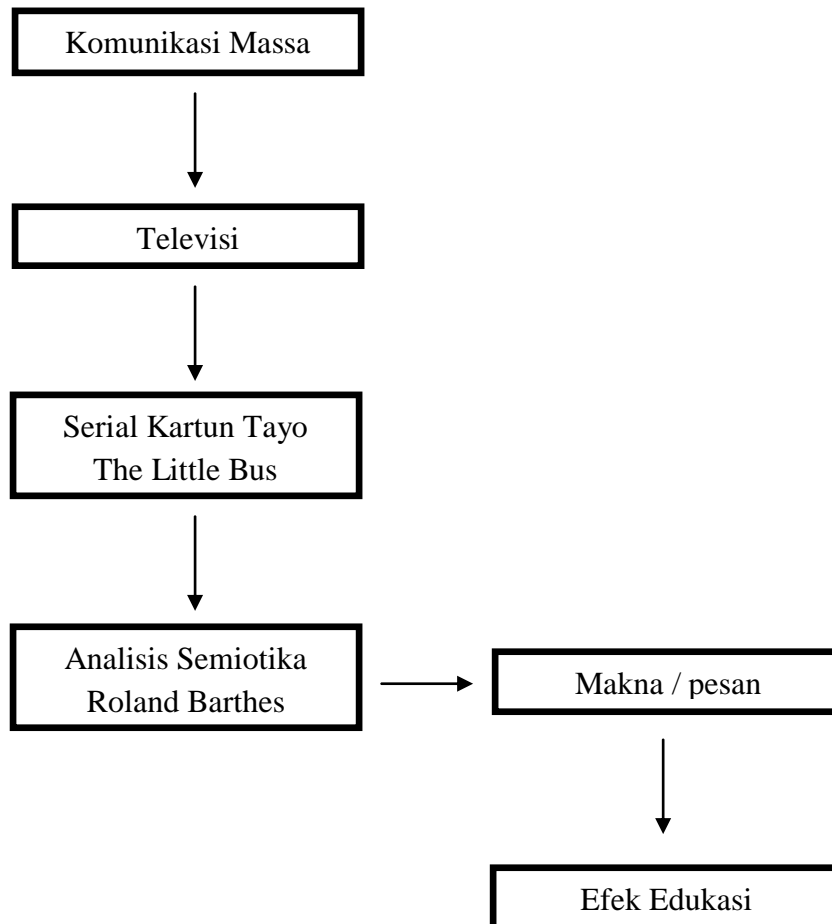 Komunikasi Massa
Televisi
Serial Kartun Tayo
The Little Bus
Analisis Semiotika
Roland Barthes
Makna / pesan
Efek Edukasi